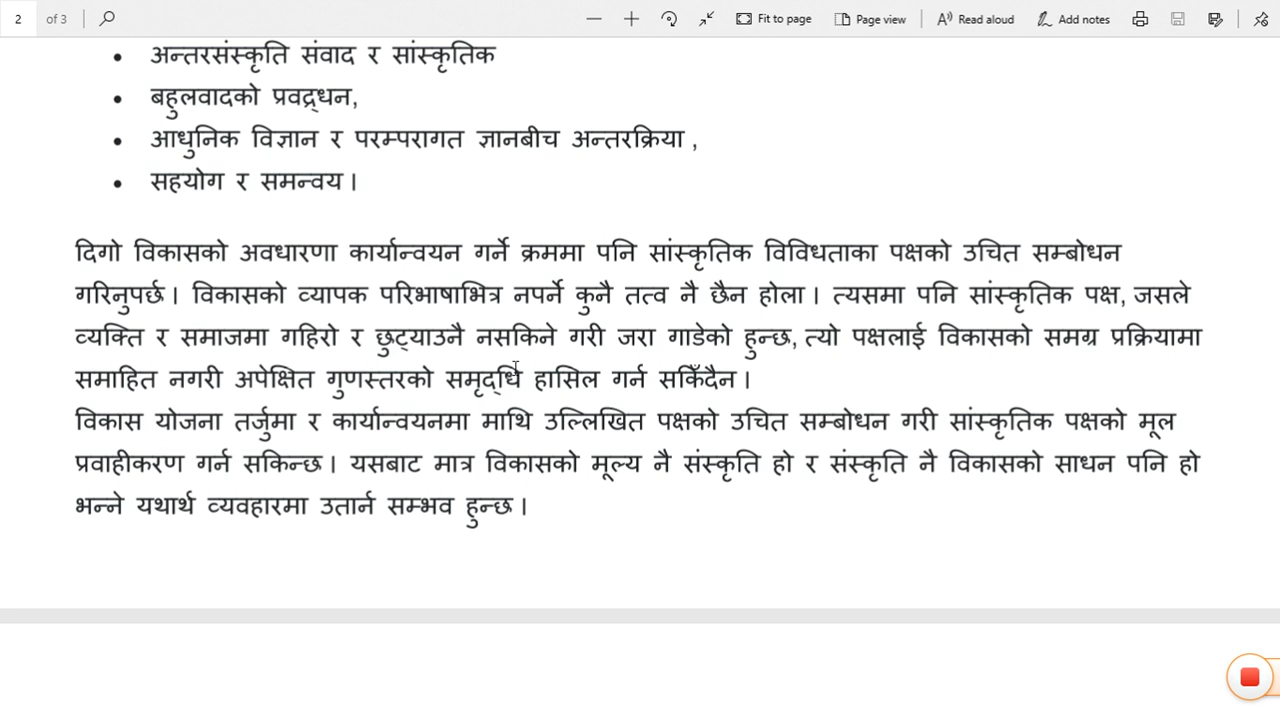 2 of 3 Fit to page Page view Read aloud Add notes
अन्तरसंस्कृति संवाद र सांस्कृतिक
बहुलवादको प्रवद्र्धन,
आधुनिक विज्ञान र परम्परागत ज्ञानबीच अन्तरक्रिया ,
सहयोग र समन्वय ।
दिगो विकासको अवधारणा कार्यान्वयन गर्ने क्रममा पनि सांस्कृतिक विविधताका पक्षको उचित सम्बोधन
गरिनुपर्छ । विकासको व्यापक परिभाषाभित्र नपर्ने कुनै तत्व नै छैन होला । त्यसमा पनि सांस्कृतिक पक्ष, जसले
व्यक्ति र समाजमा गहिरो र छुट्याउनै नसकिने गरी जरा गाडेको हुन्छ, त्यो पक्षलाई विकासको समग्र प्रक्रियामा
समाहित नगरी अपेक्षित गुणस्तरको समृद्धि हासिल गर्न सकिँदैन ।
विकास योजना तर्जुमा र कार्यान्वयनमा माथि उल्लिखित पक्षको उचित सम्बोधन गरी सांस्कृतिक पक्षको मूल
प्रवाहीकरण गर्न सकिन्छ । यसबाट मात्र विकासको मूल्य नै संस्कृति हो र संस्कृति नै विकासको साधन पनि हो
भन्ने यथार्थ व्यवहारमा उतार्न सम्भव हुन्छ ।